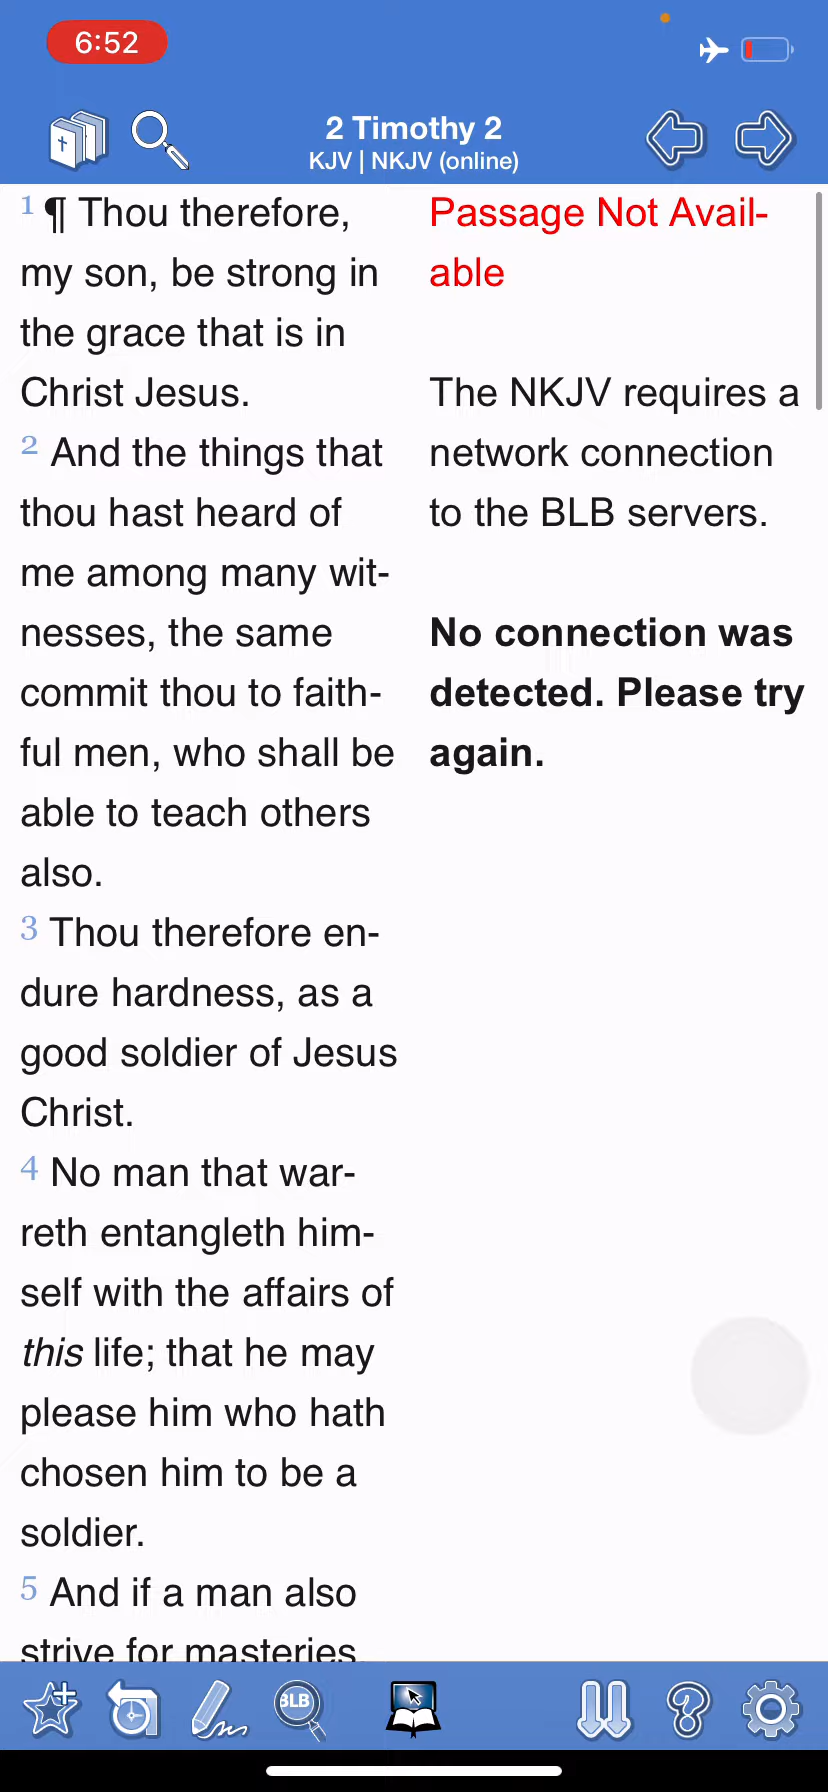 6:52
2 Timothy 2
KJV | NKJV (online)
1 ¶ Thou therefore,
my son, be strong in
the grace that is in
Christ Jesus.
2 And the things that
thou hast heard of
me among many wit-
nesses, the same
commit thou to faith-
ful men, who shall be
able to teach others
also.
3 Thou therefore en-
dure hardness, as a
good soldier of Jesus
Christ.
4 No man that war-
reth entangleth him-
self with the affairs of
this life; that he may
please him who hath
chosen him to be a
soldier.
5 And if a man also
strive for masteries,
Passage Not Avail-
able
The NKJV requires a
network connection
to the BLB servers.
No connection was
detected. Please try
again.
BLB